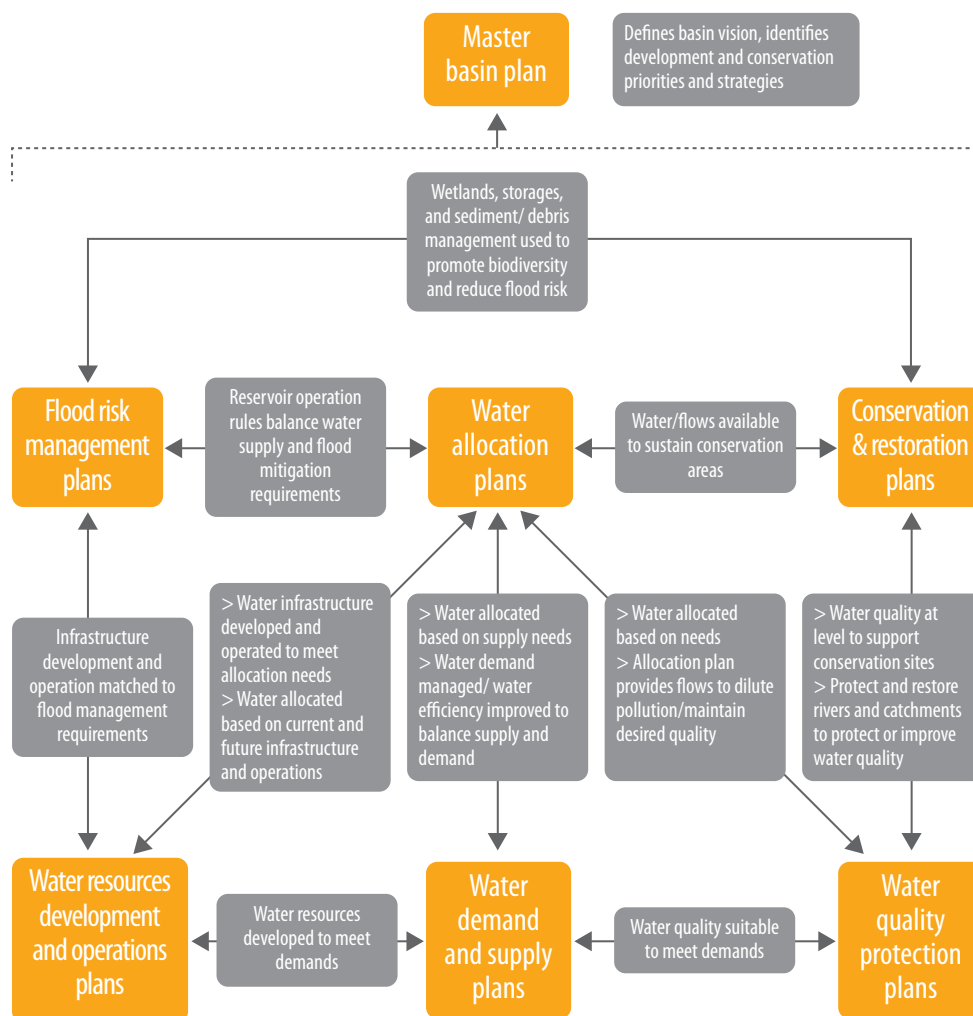 Master
basin plan
Defines basin vision, identifies
development and conservation
priorities and strategies
Wetlands, storages,
and sediment/ debris
management used to
promote biodiversity
and reduce flood risk
Flood risk
management
plans
Reservoir operation
rules balance water
supply and flood
mitigation
requirements
Water
allocation
plans
Water/flows available
to sustain conservation
areas
Conservation
& restoration
plans
Infrastructure
development and
operation matched to
flood management
requirements
> Water infrastructure
developed and
operated to meet
allocation needs
> Water allocated
based on current and
future infrastructure
and operations
> Water allocated
based on supply needs
> Water demand
managed/ water
efficiency improved to
balance supply and
demand
> Water allocated
based on needs
> Allocation plan
provides flows to dilute
pollution/maintain
desired quality
> Water quality at
level to support
conservation sites
> Protect and restore
rivers and catchments
to protect or improve
water quality
Water resources
development
and operations
plans
Water resources
developed to meet
demands
Water
demand
and supply
plans
Water quality suitable
to meet demands
Water
quality
protection
plans